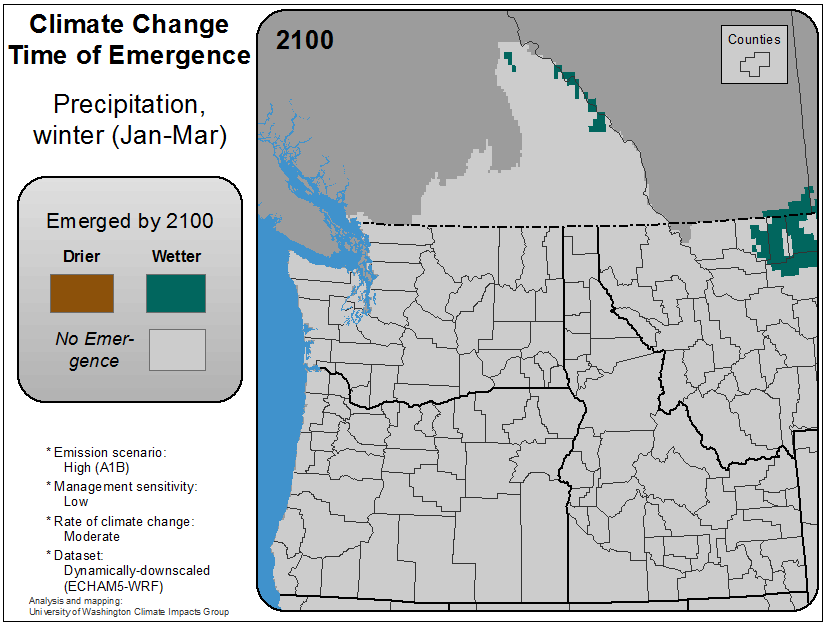 Climate Change
Time of Emergence
Precipitation,
winter (Jan-Mar)
Emerged by 2100
Drier
Wetter
No Emer-
gence
* Emission scenario:
High (A1B)
* Management sensitivity:
Low
* Rate of climate change:
Moderate
* Dataset:
Dynamically-downscaled
(ECHAM5-WRF)
Analysis and mapping:
University of Washington Climate Impacts Group
2100
Counties